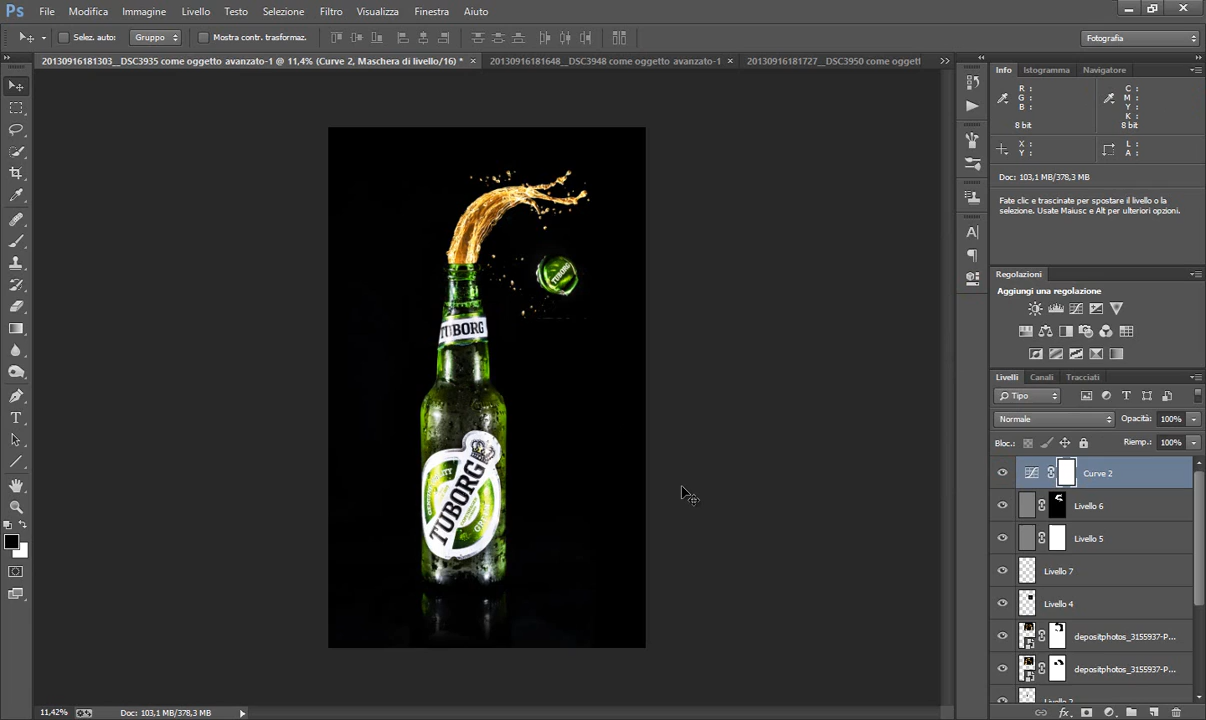 Ps File Modifica Immagine Livello Testo Selezione Filtro Visualizza Finestra Aiuto
Selez. auto: Gruppo Mostra contr. trasformaz. Fotografia
20130916181303__DSC3935 come oggetto avanzato-1 @ 11,4% (Curve 2, Maschera di livello/16) * × 20130916181648__DSC3948 come oggetto avanzato-1 × 20130916181727__DSC3950 come oggett
Info Istogramma Navigatore
R : C :
G : M :
B : Y :
K :
8 bit 8 bit
X : L :
Y : A :
Doc: 103,1 MB/378,3 MB
Fate clic e trascinate per spostare il livello o la
selezione. Usate Maiusc e Alt per ulteriori opzioni.
Regolazioni
Aggiungi una regolazione
Livelli Canali Tracciati
Tipo
Normale Opacità: 100%
Bloc.: Riemp.: 100%
Curve 2
Livello 6
Livello 5
Livello 7
Livello 4
depositphotos_3155937-P...
depositphotos_3155937-P...
TUBORG
TUBORG
TUBORG
11,42% Doc: 103,1 MB/378,3 MB